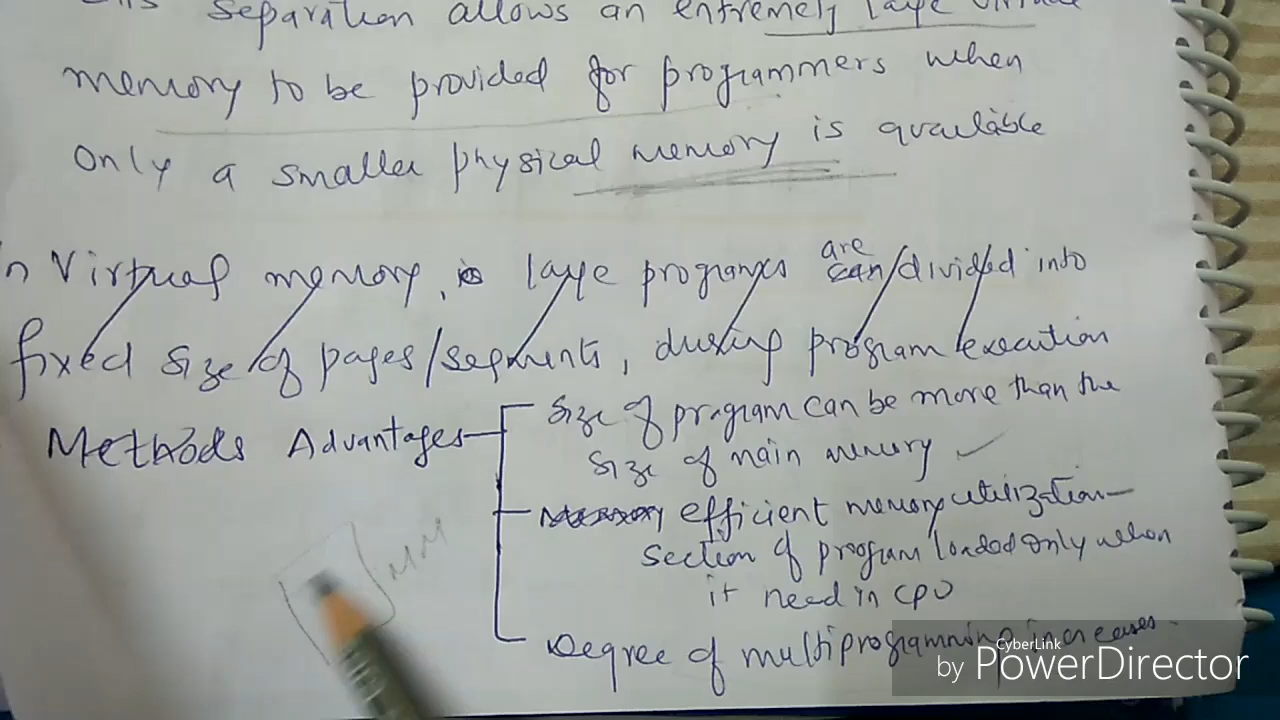 separation allows an extremely large virtual
memory to be provided for programmers when
Only a smaller physical memory is available
In Virtual memory, large programs are divided into
fixed size of pages/segments, during program execution
Methods Advantages
Size of program can be more than the
size of main memory
efficient memory utilization—
section of program loaded only when
it need in CPU
Degree of multiprogramming increases.
MM
CyberLink
by PowerDirector